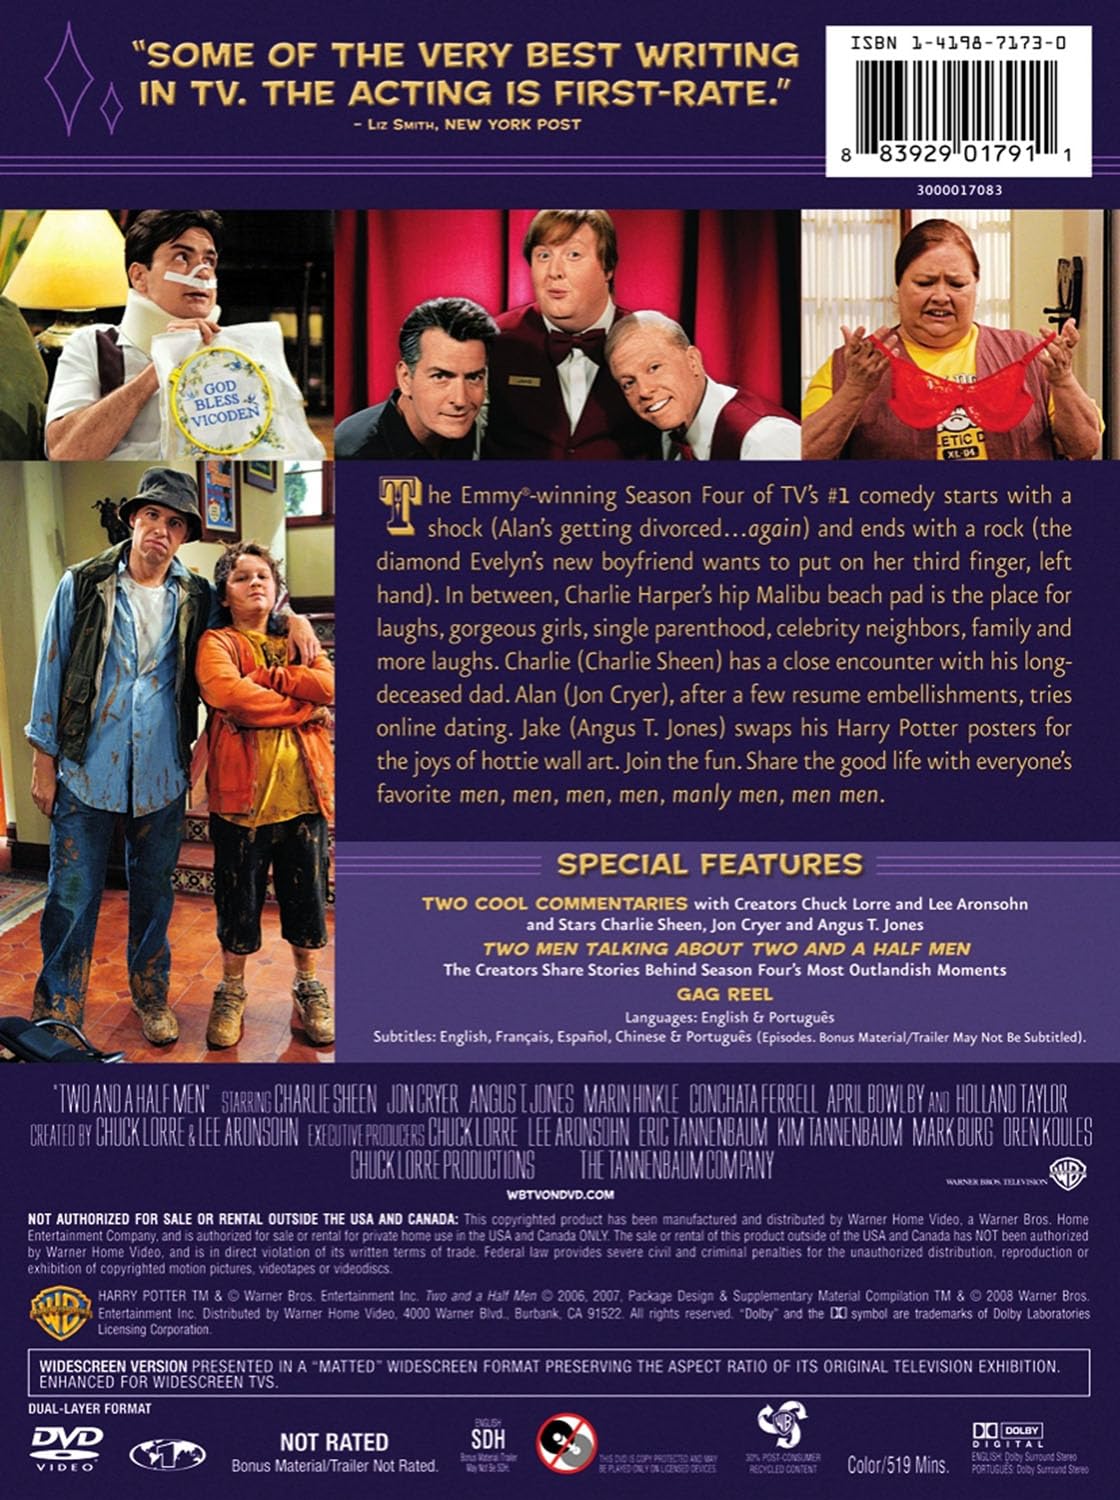 "SOME OF THE VERY BEST WRITING
IN TV. THE ACTING IS FIRST-RATE."
– LIZ SMITH, NEW YORK POST
ISBN 1-4198-7173-0
8 83929 01791 1
3000017083
GOD
BLESS
VICODEN
ETIC D
XL-94
The Emmy®-winning Season Four of TV's #1 comedy starts with a
shock (Alan's getting divorced...again) and ends with a rock (the
diamond Evelyn's new boyfriend wants to put on her third finger, left
hand). In between, Charlie Harper's hip Malibu beach pad is the place for
laughs, gorgeous girls, single parenthood, celebrity neighbors, family and
more laughs. Charlie (Charlie Sheen) has a close encounter with his long-
deceased dad. Alan (Jon Cryer), after a few resume embellishments, tries
online dating. Jake (Angus T. Jones) swaps his Harry Potter posters for
the joys of hottie wall art. Join the fun. Share the good life with everyone's
favorite men, men, men, men, manly men, men men.
SPECIAL FEATURES
TWO COOL COMMENTARIES with Creators Chuck Lorre and Lee Aronsohn
and Stars Charlie Sheen, Jon Cryer and Angus T. Jones
TWO MEN TALKING ABOUT TWO AND A HALF MEN
The Creators Share Stories Behind Season Four's Most Outlandish Moments
GAG REEL
Languages: English & Português
Subtitles: English, Français, Español, Chinese & Português (Episodes. Bonus Material/Trailer May Not Be Subtitled).
"TWO AND A HALF MEN" STARRING CHARLIE SHEEN JON CRYER ANGUS T. JONES MARIN HINKLE CONCHATA FERRELL APRIL BOWLBY AND HOLLAND TAYLOR
CREATED BY CHUCK LORRE & LEE ARONSOHN EXECUTIVE PRODUCERS CHUCK LORRE LEE ARONSOHN ERIC TANNENBAUM KIM TANNENBAUM MARK BURG OREN KOULES
CHUCK LORRE PRODUCTIONS THE TANNENBAUM COMPANY
WARNER BROS. TELEVISION WB
WBTVONDVD.COM
NOT AUTHORIZED FOR SALE OR RENTAL OUTSIDE THE USA AND CANADA: This copyrighted product has been manufactured and distributed by Warner Home Video, a Warner Bros. Home
Entertainment Company, and is authorized for sale or rental for private home use in the USA and Canada ONLY. The sale or rental of this product outside of the USA and Canada has NOT been authorized
by Warner Home Video, and is in direct violation of its written terms of trade. Federal law provides severe civil and criminal penalties for the unauthorized distribution, reproduction or
exhibition of copyrighted motion pictures, videotapes or videodiscs.
HARRY POTTER TM & © Warner Bros. Entertainment Inc. Two and a Half Men © 2006, 2007, Package Design & Supplementary Material Compilation TM & © 2008 Warner Bros.
Entertainment Inc. Distributed by Warner Home Video, 4000 Warner Blvd., Burbank, CA 91522. All rights reserved. "Dolby" and the DD symbol are trademarks of Dolby Laboratories
Licensing Corporation.
WIDESCREEN VERSION PRESENTED IN A "MATTED" WIDESCREEN FORMAT PRESERVING THE ASPECT RATIO OF ITS ORIGINAL TELEVISION EXHIBITION.
ENHANCED FOR WIDESCREEN TVS.
DUAL-LAYER FORMAT
DVD
VIDEO
1
NOT RATED
Bonus Material/Trailer Not Rated.
ENGLISH
SDH
Bonus Material/Trailer
May Not Be SDH.
THIS DVD IS COPY PROTECTED AND MAY
BE PLAYED ONLY ON LICENSED DEVICES.
WB
30% POST-CONSUMER
RECYCLED CONTENT
Color/519 Mins.
DOLBY
DIGITAL
ENGLISH: Dolby Surround Stereo
PORTUGUÊS: Dolby Surround Stereo